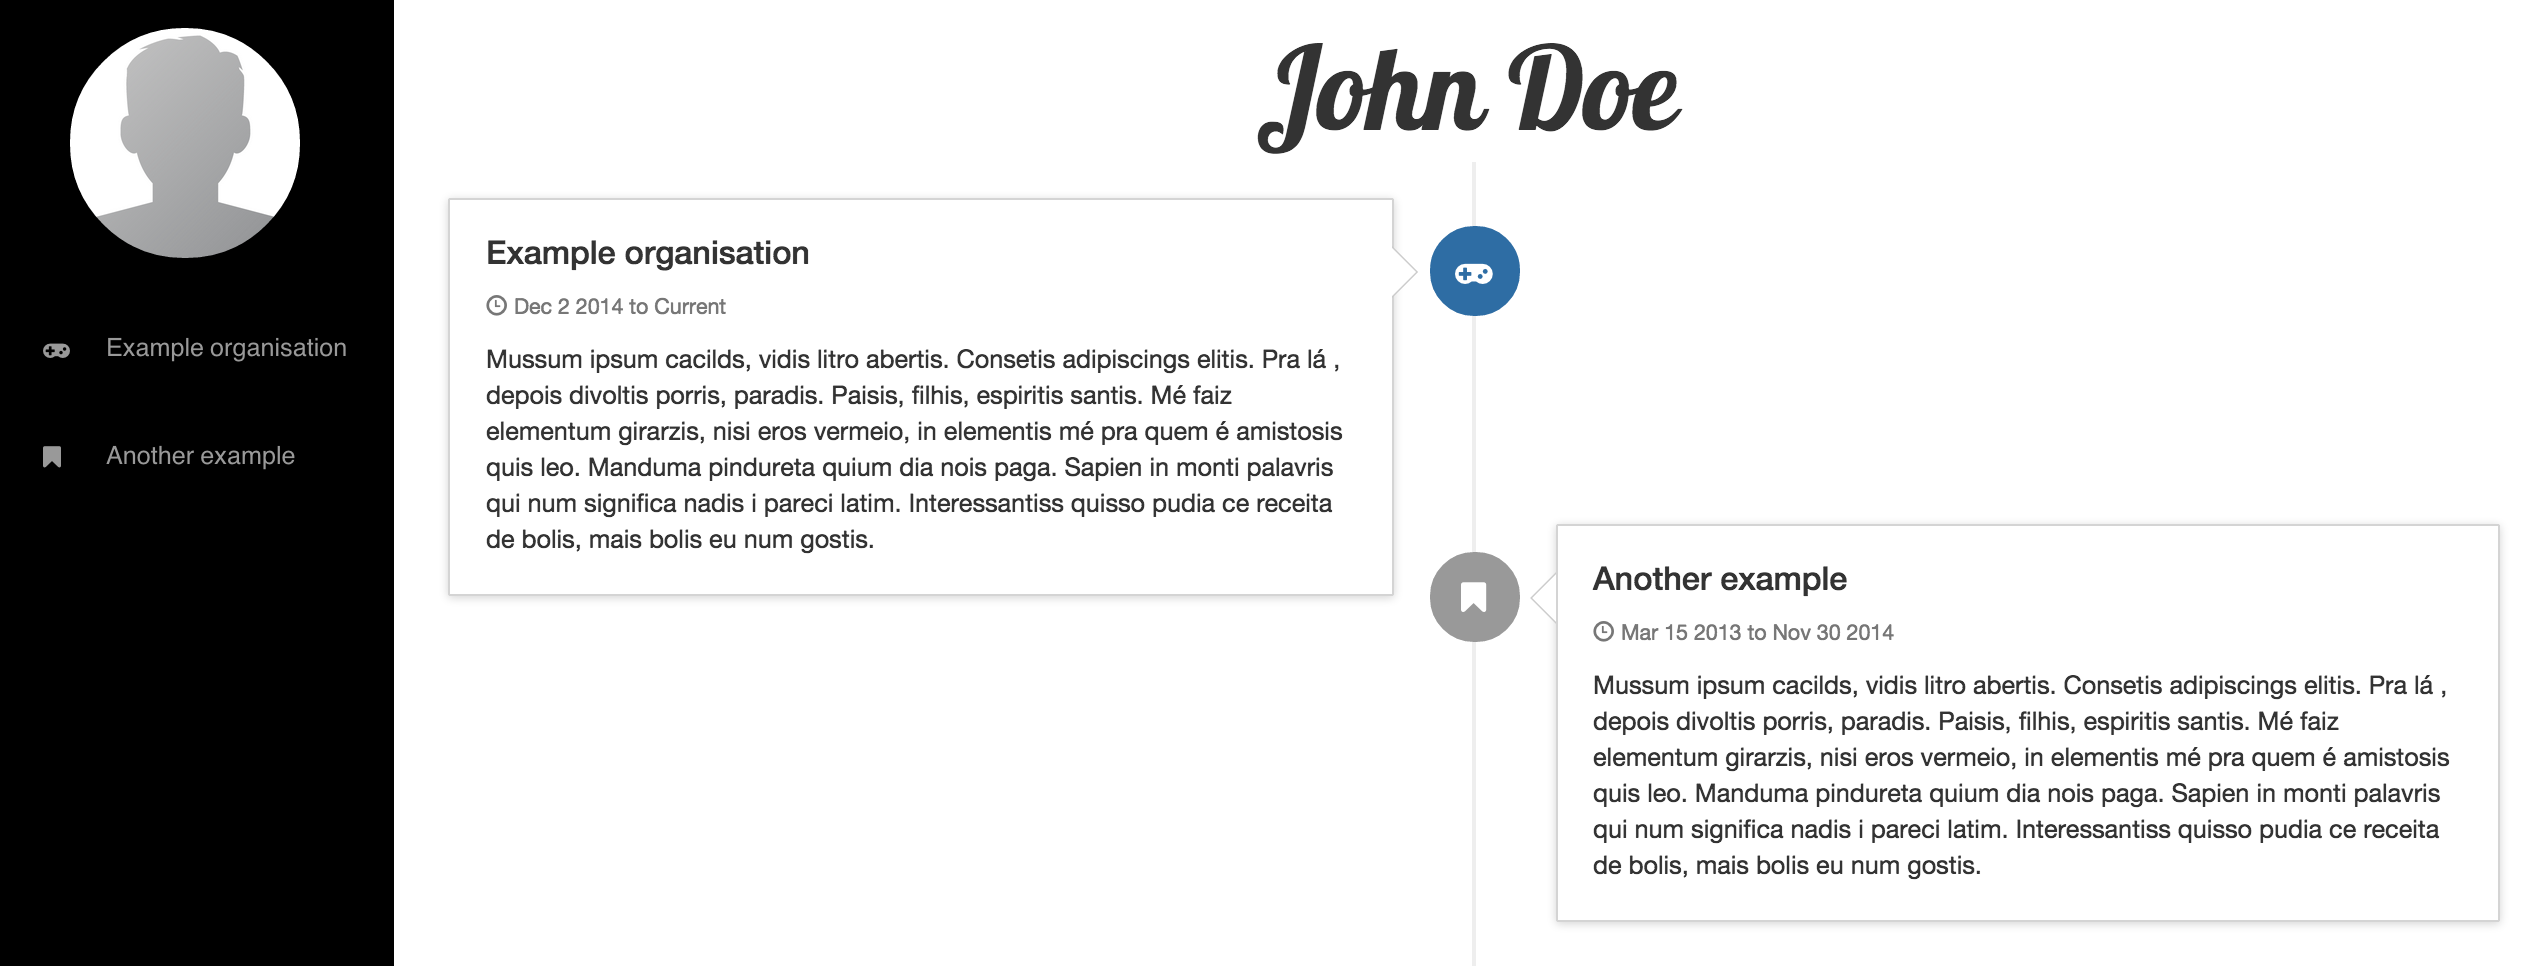 John Doe
Example organisation
Another example
Example organisation
Dec 2 2014 to Current
Mussum ipsum cacilds, vidis litro abertis. Consetis adipiscings elitis. Pra lá ,
depois divoltis porris, paradis. Paisis, filhis, espiritis santis. Mé faiz
elementum girarzis, nisi eros vermeio, in elementis mé pra quem é amistosis
quis leo. Manduma pindureta quium dia nois paga. Sapien in monti palavris
qui num significa nadis i pareci latim. Interessantiss quisso pudia ce receita
de bolis, mais bolis eu num gostis.
Another example
Mar 15 2013 to Nov 30 2014
Mussum ipsum cacilds, vidis litro abertis. Consetis adipiscings elitis. Pra lá ,
depois divoltis porris, paradis. Paisis, filhis, espiritis santis. Mé faiz
elementum girarzis, nisi eros vermeio, in elementis mé pra quem é amistosis
quis leo. Manduma pindureta quium dia nois paga. Sapien in monti palavris
qui num significa nadis i pareci latim. Interessantiss quisso pudia ce receita
de bolis, mais bolis eu num gostis.